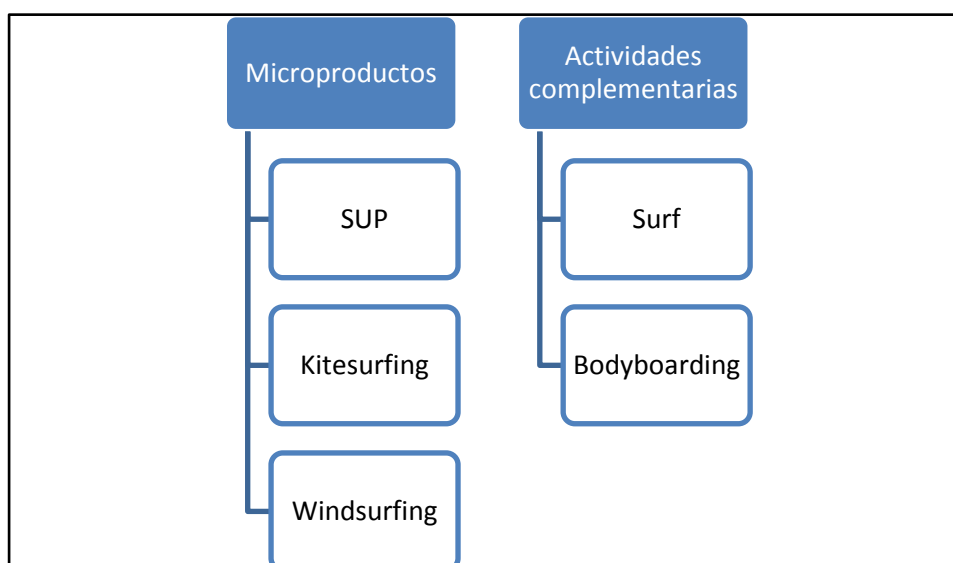 Microproductos
SUP
Kitesurfing
Windsurfing
Actividades
complementarias
Surf
Bodyboarding